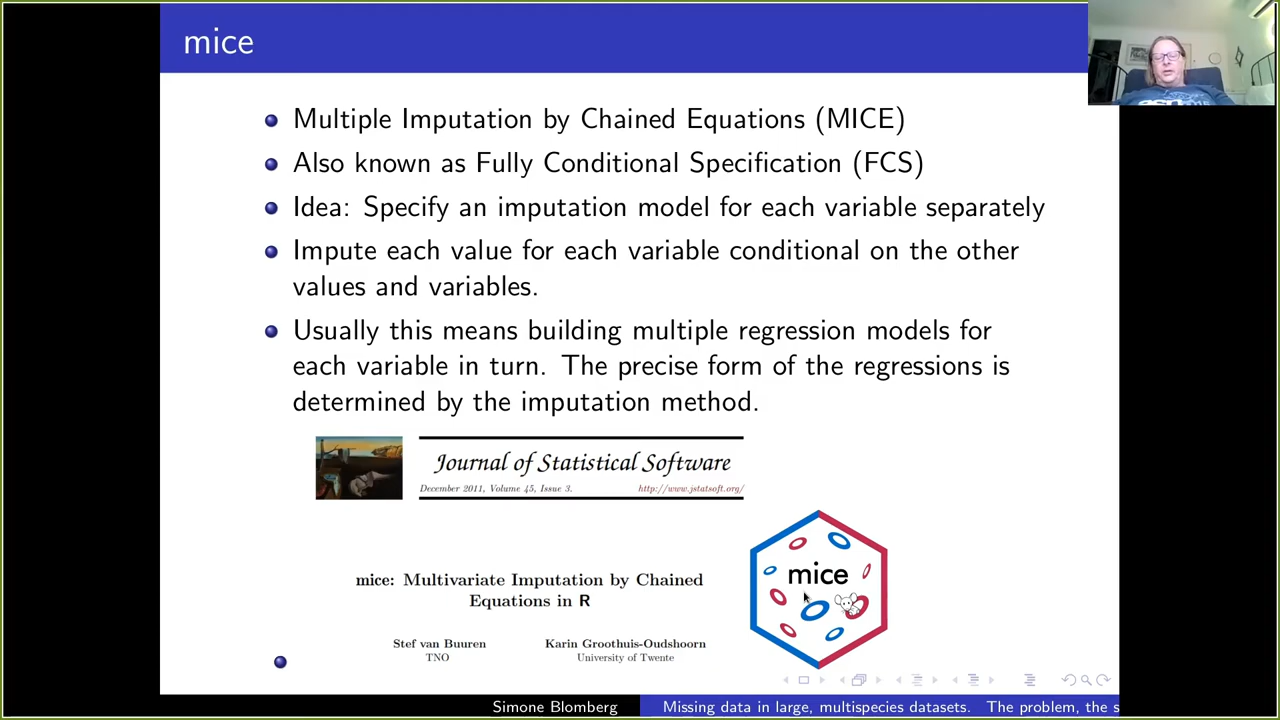 mice
Multiple Imputation by Chained Equations (MICE)
Also known as Fully Conditional Specification (FCS)
Idea: Specify an imputation model for each variable separately
Impute each value for each variable conditional on the other
values and variables.
Usually this means building multiple regression models for
each variable in turn. The precise form of the regressions is
determined by the imputation method.
Journal of Statistical Software
December 2011, Volume 45, Issue 3.
http://www.jstatsoft.org/
mice: Multivariate Imputation by Chained
Equations in R
Stef van Buuren
TNO
Karin Groothuis-Oudshoorn
University of Twente
mice
Simone Blomberg
Missing data in large, multispecies datasets. The problem, the s